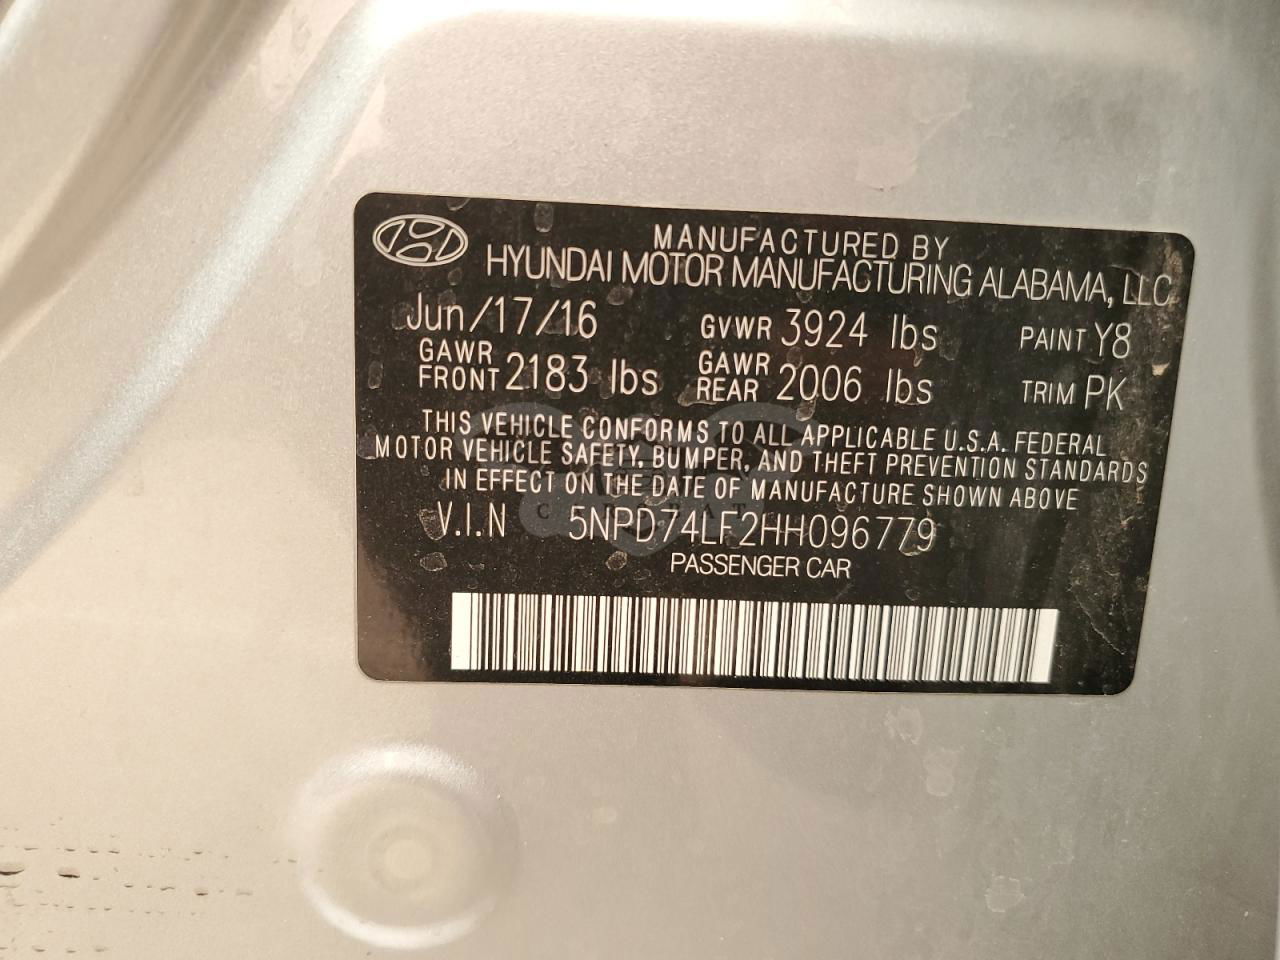 MANUFACTURED BY
HYUNDAI MOTOR MANUFACTURING ALABAMA, LLC
Jun/17/16 GVWR 3924 lbs PAINT Y8
GAWR FRONT 2183 lbs GAWR REAR 2006 lbs TRIM PK
THIS VEHICLE CONFORMS TO ALL APPLICABLE U.S.A. FEDERAL
MOTOR VEHICLE SAFETY, BUMPER, AND THEFT PREVENTION STANDARDS
IN EFFECT ON THE DATE OF MANUFACTURE SHOWN ABOVE
V.I.N 5NPD74LF2HH096779
PASSENGER CAR